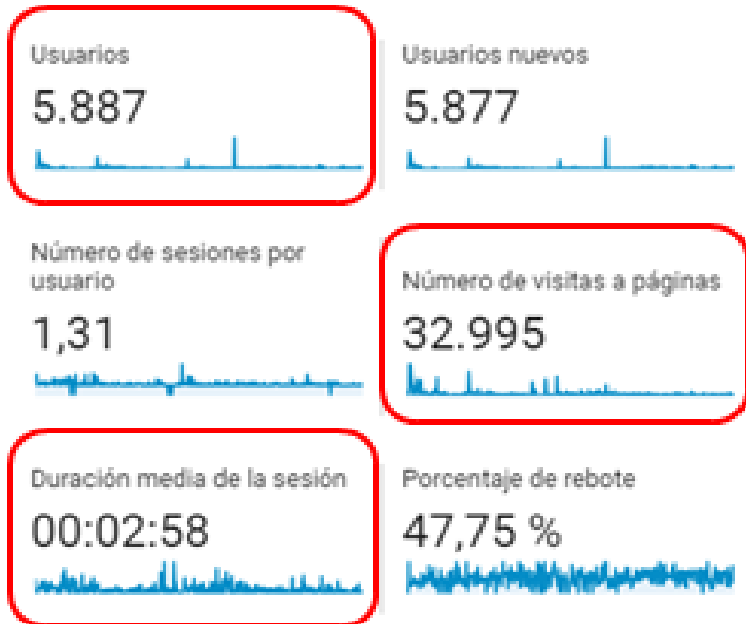 Usuarios
5.887
Usuarios nuevos
5.877
Número de sesiones por
usuario
1,31
Número de visitas a páginas
32.995
Duración media de la sesión
00:02:58
Porcentaje de rebote
47,75 %